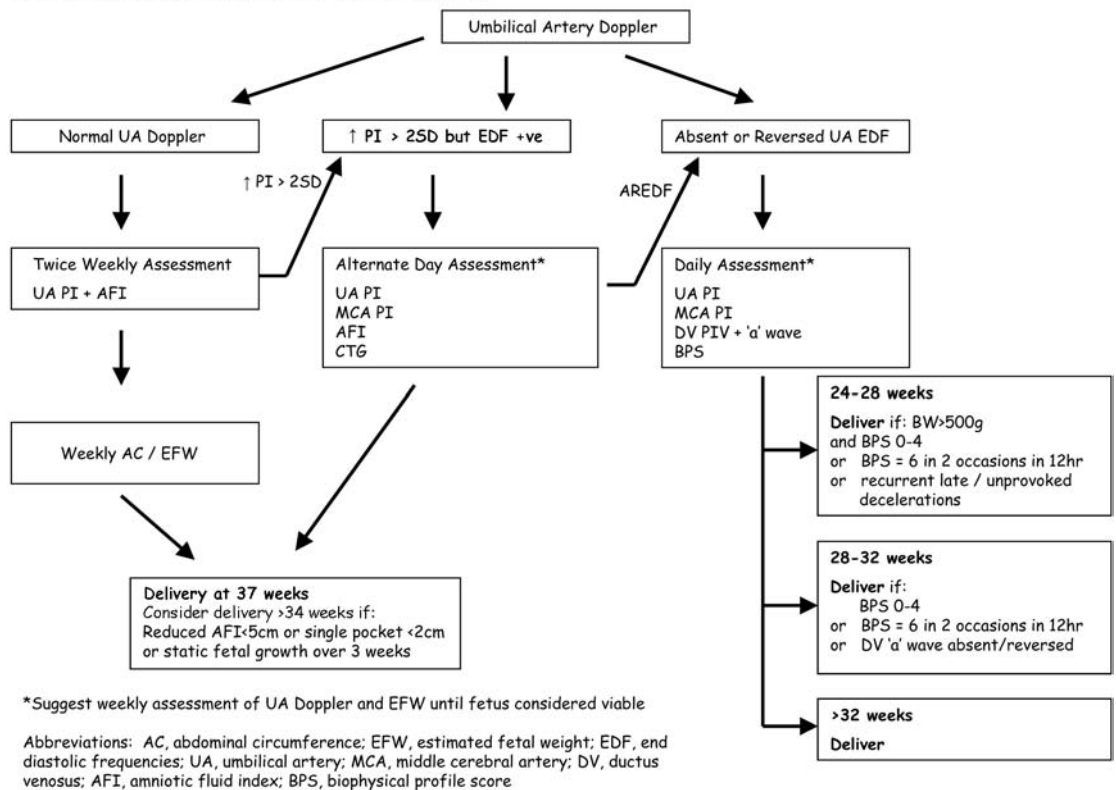 Umbilical Artery Doppler
Normal UA Doppler
↑ PI > 2SD but EDF +ve
Absent or Reversed UA EDF
↑ PI > 2SD
AREDF
Twice Weekly Assessment
UA PI + AFI
Alternate Day Assessment*
UA PI
MCA PI
AFI
CTG
Daily Assessment*
UA PI
MCA PI
DV PIV + 'a' wave
BPS
Weekly AC / EFW
24-28 weeks
Deliver if: BW>500g
and BPS 0-4
or BPS = 6 in 2 occasions in 12hr
or recurrent late / unprovoked
decelerations
28-32 weeks
Deliver if:
BPS 0-4
or BPS = 6 in 2 occasions in 12hr
or DV 'a' wave absent/reversed
>32 weeks
Deliver
Delivery at 37 weeks
Consider delivery >34 weeks if:
Reduced AFI<5cm or single pocket <2cm
or static fetal growth over 3 weeks
*Suggest weekly assessment of UA Doppler and EFW until fetus considered viable
Abbreviations: AC, abdominal circumference; EFW, estimated fetal weight; EDF, end
diastolic frequencies; UA, umbilical artery; MCA, middle cerebral artery; DV, ductus
venosus; AFI, amniotic fluid index; BPS, biophysical profile score